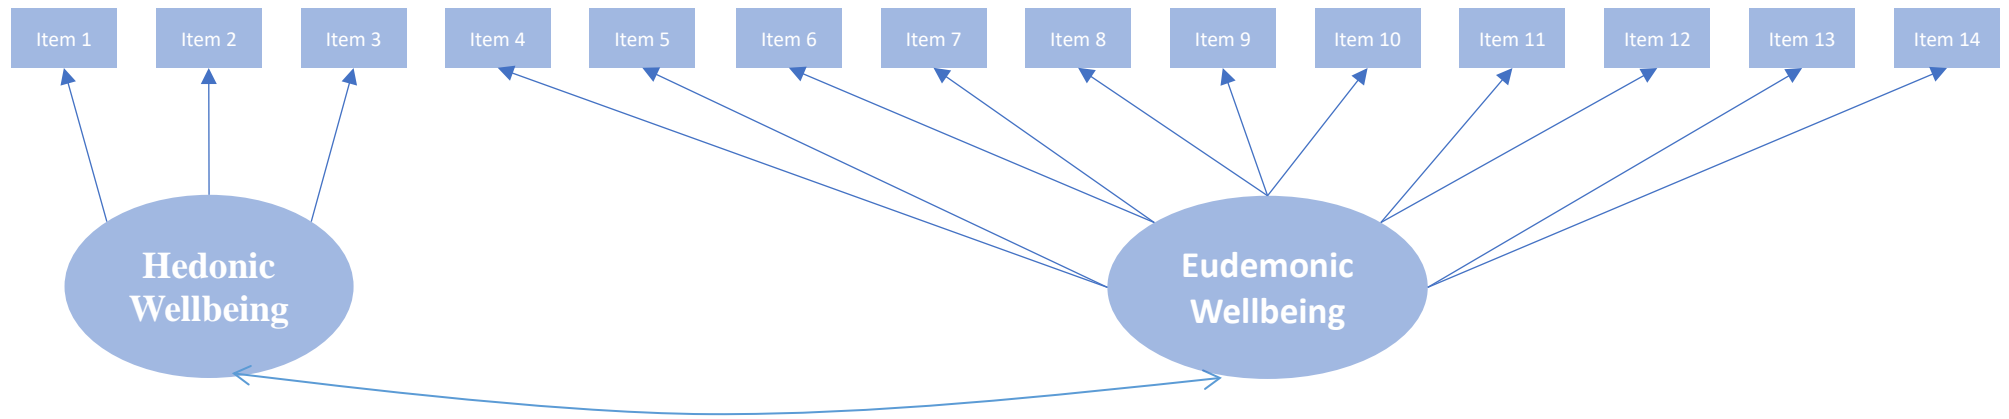 Item 1
Item 2
Item 3
Item 4
Item 5
Item 6
Item 7
Item 8
Item 9
Item 10
Item 11
Item 12
Item 13
Item 14
Hedonic
Wellbeing
Eudemonic
Wellbeing